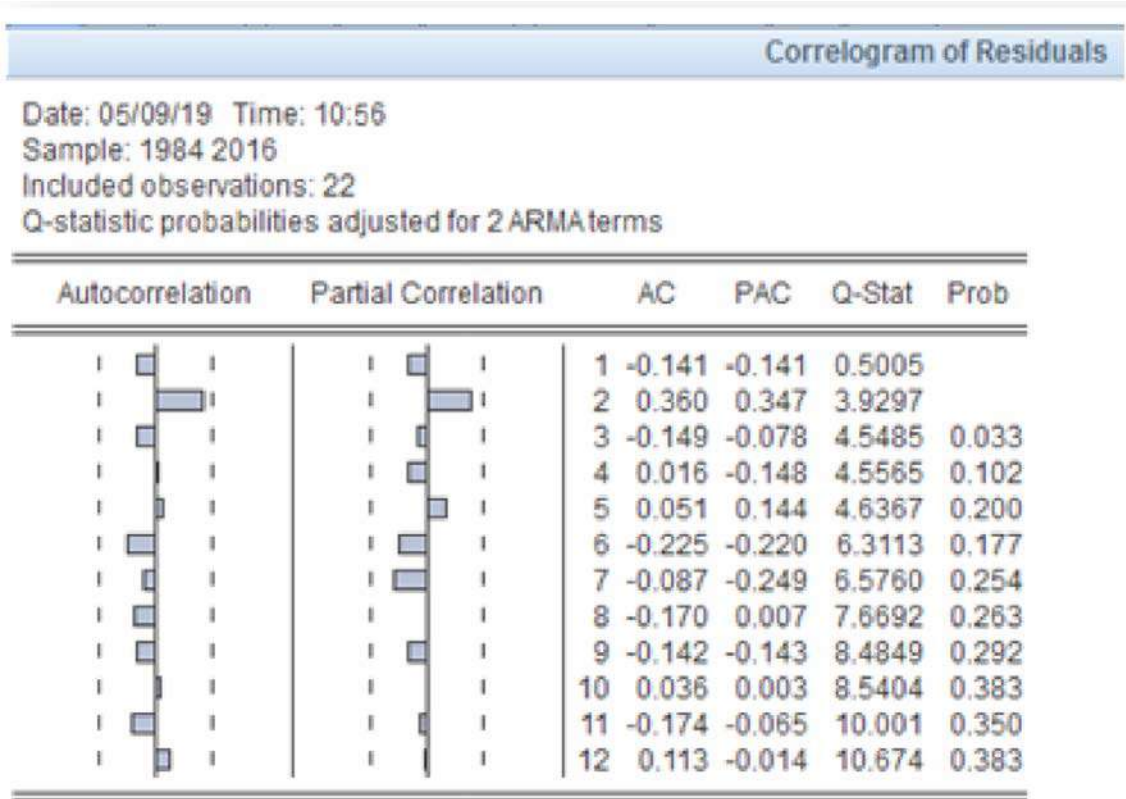 Correlogram of Residuals
Date: 05/09/19 Time: 10:56
Sample: 1984 2016
Included observations: 22
Q-statistic probabilities adjusted for 2 ARMA terms
Autocorrelation Partial Correlation AC PAC Q-Stat Prob
1 -0.141 -0.141 0.5005
2 0.360 0.347 3.9297
3 -0.149 -0.078 4.5485 0.033
4 0.016 -0.148 4.5565 0.102
5 0.051 0.144 4.6367 0.200
6 -0.225 -0.220 6.3113 0.177
7 -0.087 -0.249 6.5760 0.254
8 -0.170 0.007 7.6692 0.263
9 -0.142 -0.143 8.4849 0.292
10 0.036 0.003 8.5404 0.383
11 -0.174 -0.065 10.001 0.350
12 0.113 -0.014 10.674 0.383